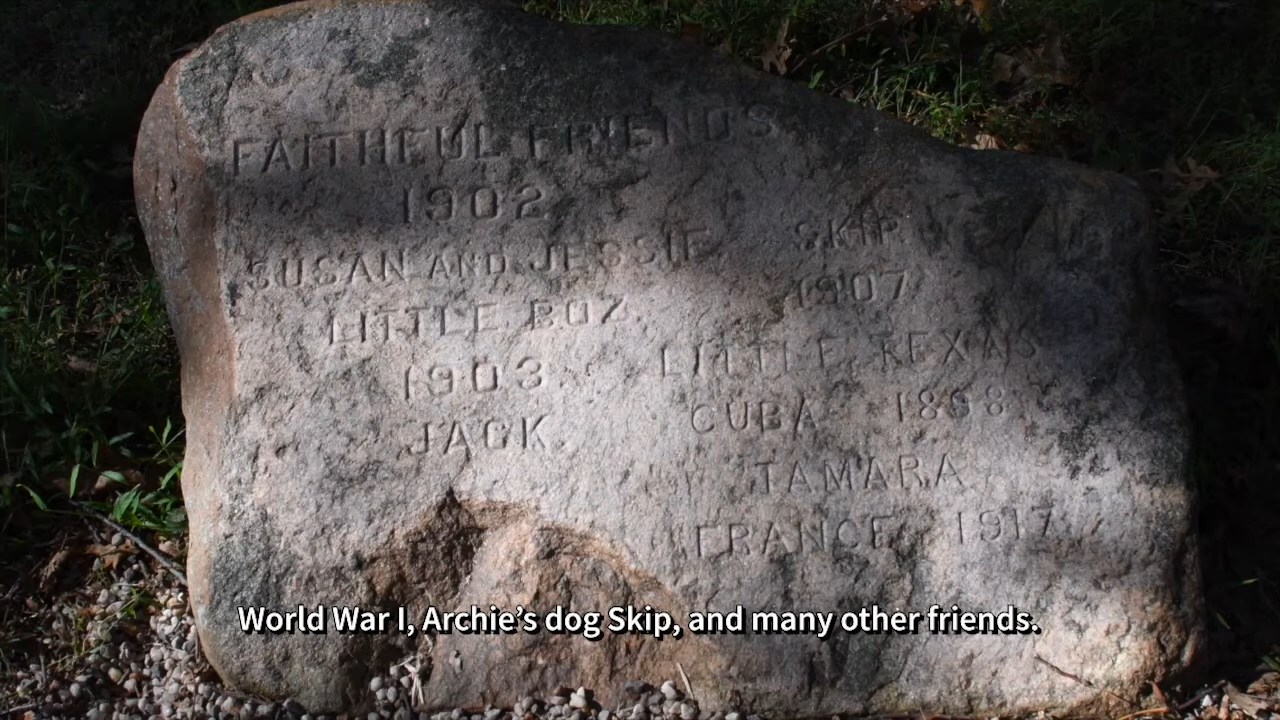 FAITHFUL FRIENDS
1902
SUSAN AND JESSIE
LITTLE BOZ.
1903
JACK.
SKIP.
1907
LITTLE TEXAS
CUBA 1898
TAMARA
FRANCE 1917
World War I, Archie’s dog Skip, and many other friends.